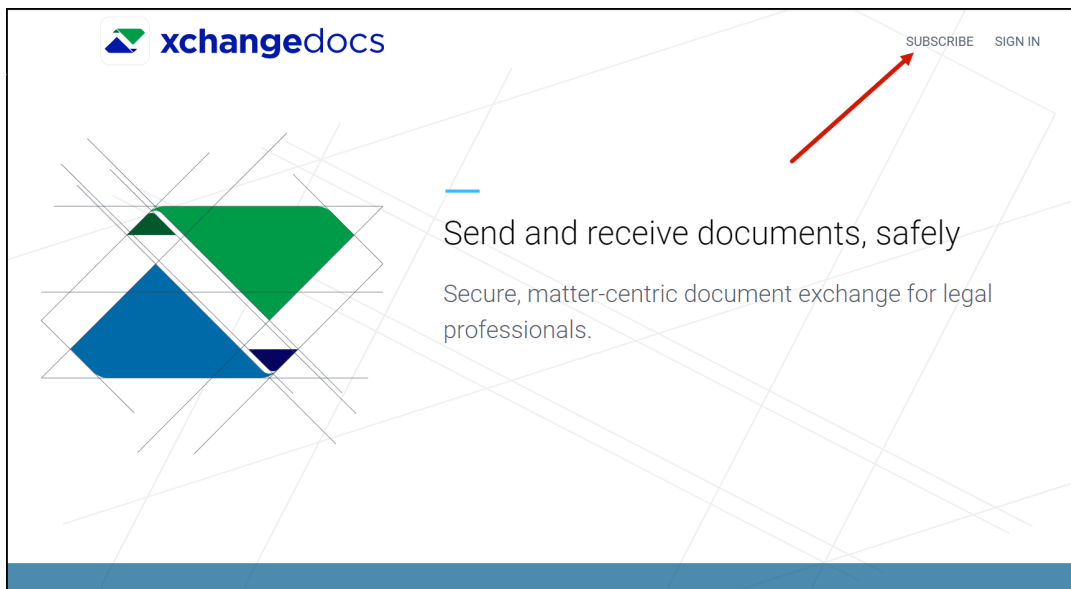 xchangedocs
SUBSCRIBE SIGN IN
Send and receive documents, safely
Secure, matter-centric document exchange for legal
professionals.